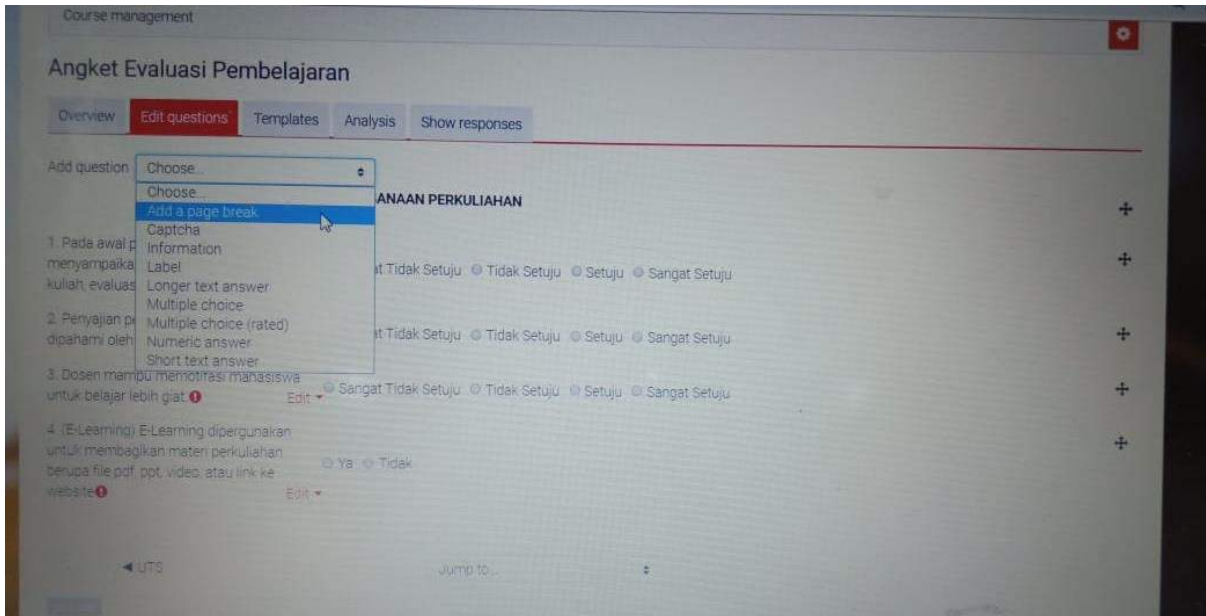 Course management
Angket Evaluasi Pembelajaran
Overview Edit questions Templates Analysis Show responses
Add question Choose...
Choose...
Add a page break
Captcha
Information
Label
Longer text answer
Multiple choice
Multiple choice (rated)
Numeric answer
Short text answer
ANAAN PERKULIAHAN
1. Pada awal p
menyampaika
kuliah, evaluas
at Tidak Setuju Tidak Setuju Setuju Sangat Setuju
2. Penyajian pe
dipahami oleh
at Tidak Setuju Tidak Setuju Setuju Sangat Setuju
3. Dosen mampu memotifasi mahasiswa
untuk belajar lebih giat Edit
Sangat Tidak Setuju Tidak Setuju Setuju Sangat Setuju
4. (E-Learning) E-Learning dipergunakan
untuk membagikan materi perkuliahan
berupa file pdf, ppt, video, atau link ke
website Edit
Ya Tidak
UTS Jump to...